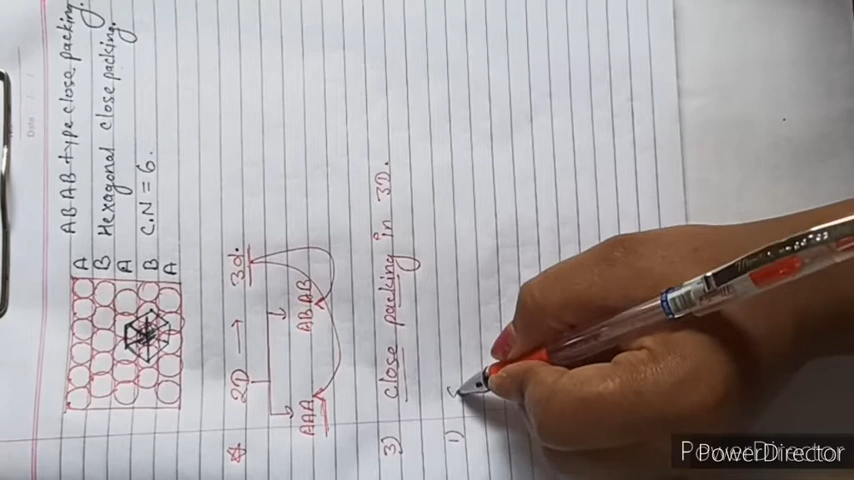 Date
ABAB-type close packing.
A
B Hexagonal close packing.
A
B C.N = 6.
A
2D → 3d.
AAA ABAB
3) close packing in 3D.
1)
PowerDirector